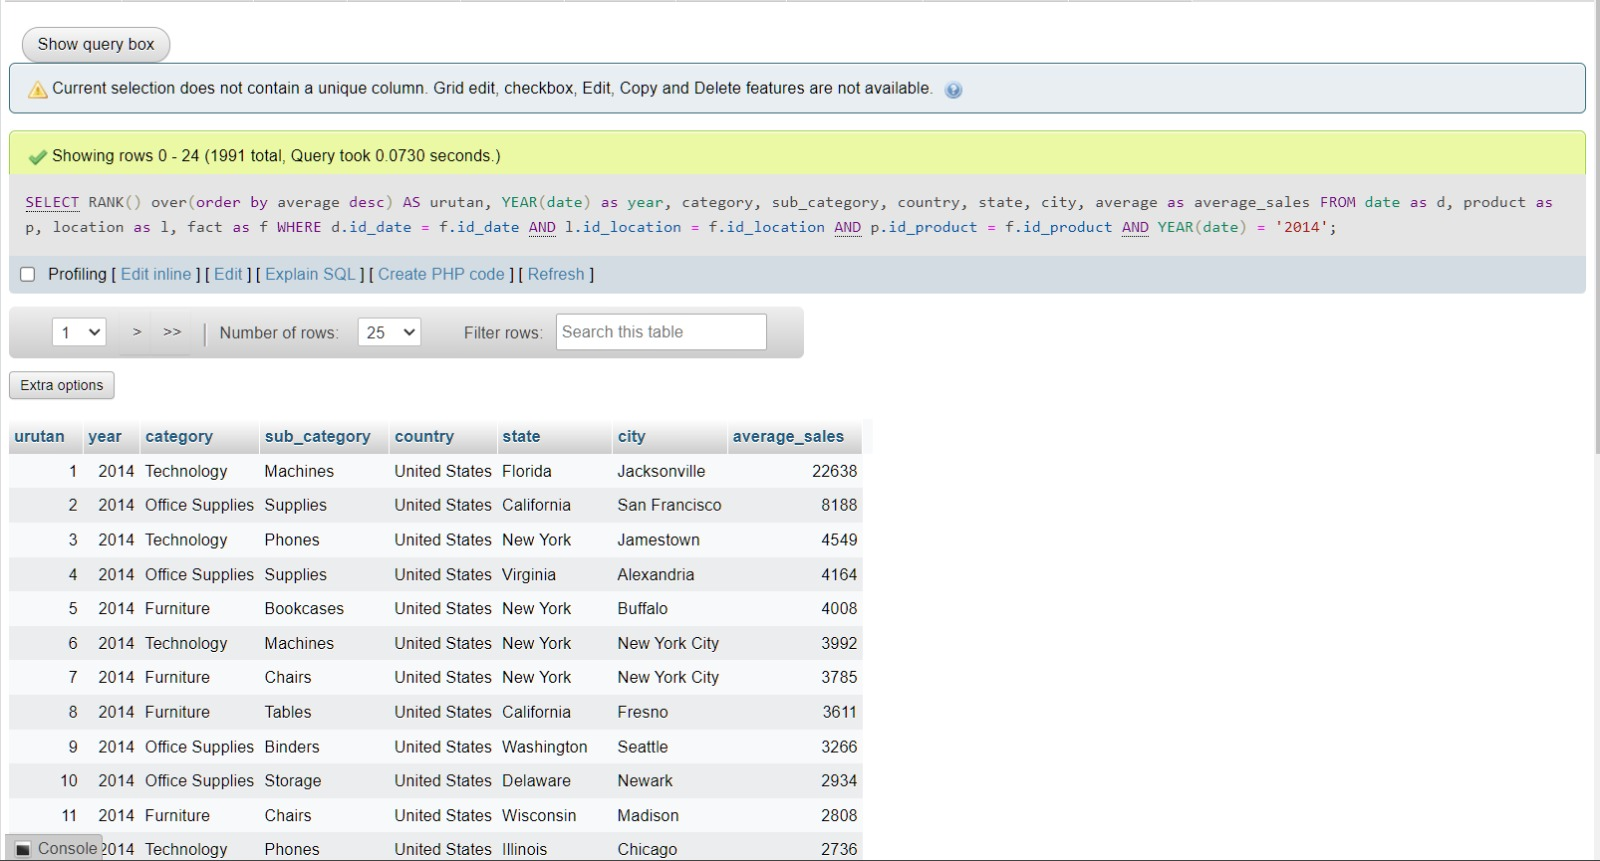 Show query box
Current selection does not contain a unique column. Grid edit, checkbox, Edit, Copy and Delete features are not available.
Showing rows 0 - 24 (1991 total, Query took 0.0730 seconds.)
SELECT RANK() over(order by average desc) AS urutan, YEAR(date) as year, category, sub_category, country, state, city, average as average_sales FROM date as d, product as
p, location as l, fact as f WHERE d.id_date = f.id_date AND l.id_location = f.id_location AND p.id_product = f.id_product AND YEAR(date) = '2014';
Profiling [ Edit inline ] [ Edit ] [ Explain SQL ] [ Create PHP code ] [ Refresh ]
1 > >> | Number of rows: 25 Filter rows: Search this table
Extra options
urutan year category sub_category country state city average_sales
1 2014 Technology Machines United States Florida Jacksonville 22638
2 2014 Office Supplies Supplies United States California San Francisco 8188
3 2014 Technology Phones United States New York Jamestown 4549
4 2014 Office Supplies Supplies United States Virginia Alexandria 4164
5 2014 Furniture Bookcases United States New York Buffalo 4008
6 2014 Technology Machines United States New York New York City 3992
7 2014 Furniture Chairs United States New York New York City 3785
8 2014 Furniture Tables United States California Fresno 3611
9 2014 Office Supplies Binders United States Washington Seattle 3266
10 2014 Office Supplies Storage United States Delaware Newark 2934
11 2014 Furniture Chairs United States Wisconsin Madison 2808
Console 2014 Technology Phones United States Illinois Chicago 2736